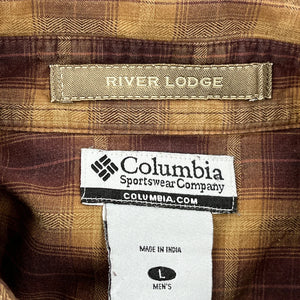 RIVER LODGE
Columbia
Sportswear Company
COLUMBIA.COM
MADE IN INDIA
L
MEN'S